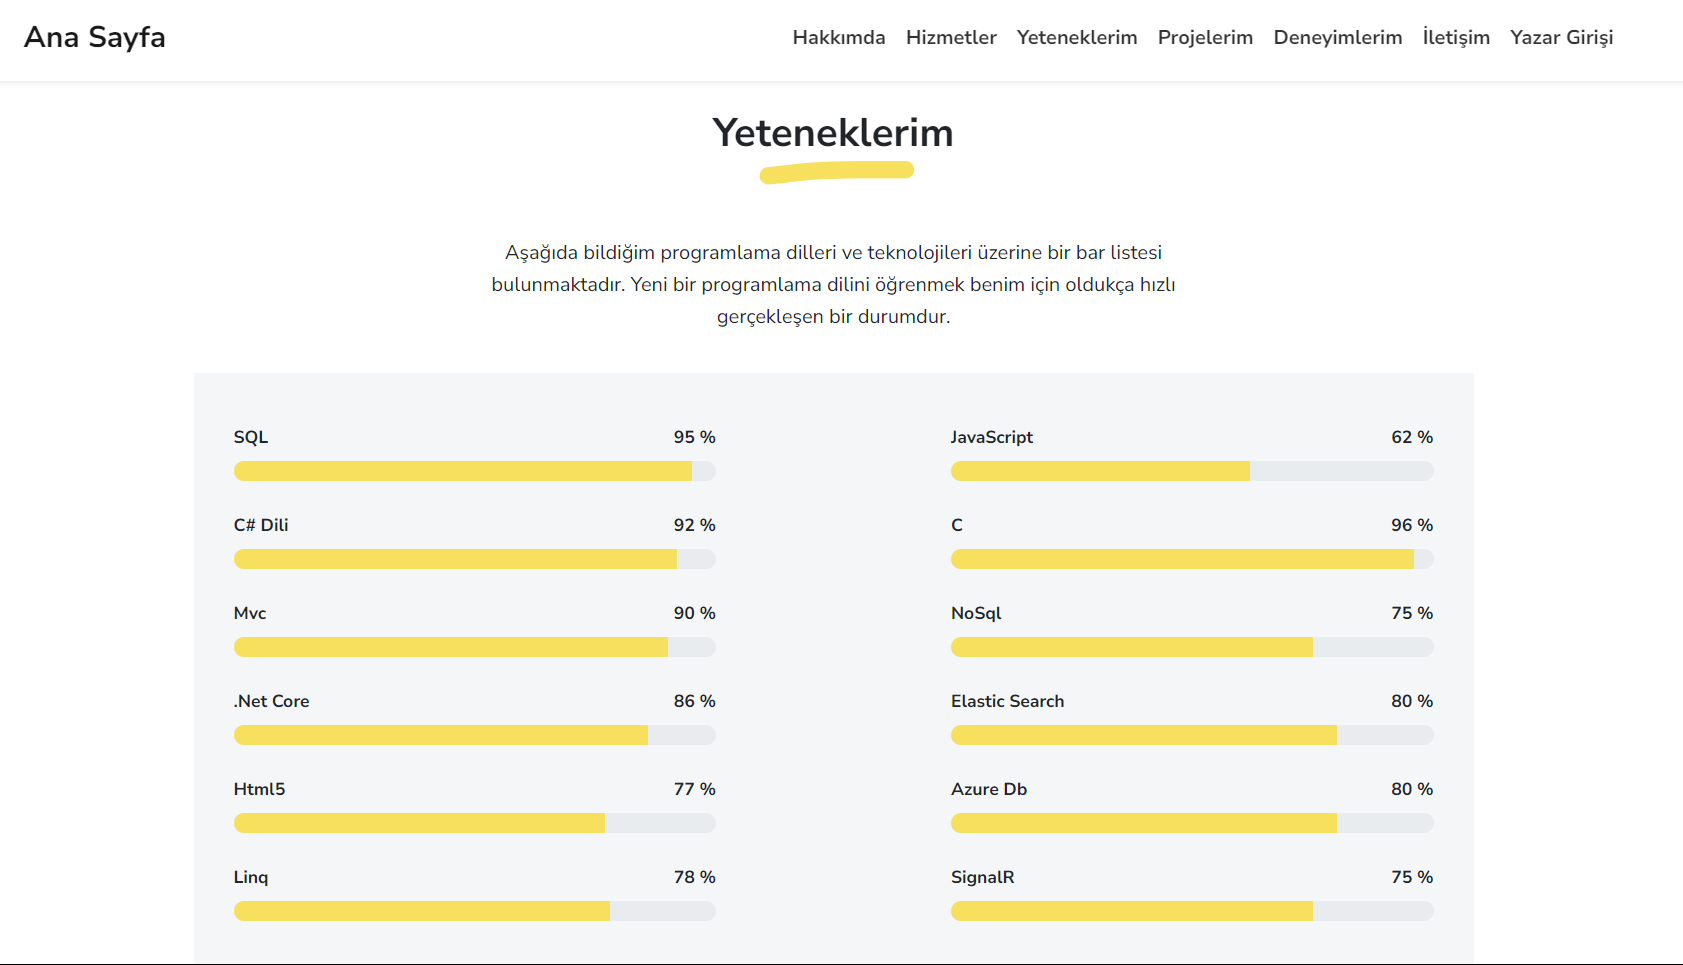 Ana Sayfa
Hakkımda Hizmetler Yeteneklerim Projelerim Deneyimlerim İletişim Yazar Girişi
Yeteneklerim
Aşağıda bildiğim programlama dilleri ve teknolojileri üzerine bir bar listesi
bulunmaktadır. Yeni bir programlama dilini öğrenmek benim için oldukça hızlı
gerçekleşen bir durumdur.
SQL 95 %
C# Dili 92 %
Mvc 90 %
.Net Core 86 %
Html5 77 %
Linq 78 %
JavaScript 62 %
C 96 %
NoSql 75 %
Elastic Search 80 %
Azure Db 80 %
SignalR 75 %